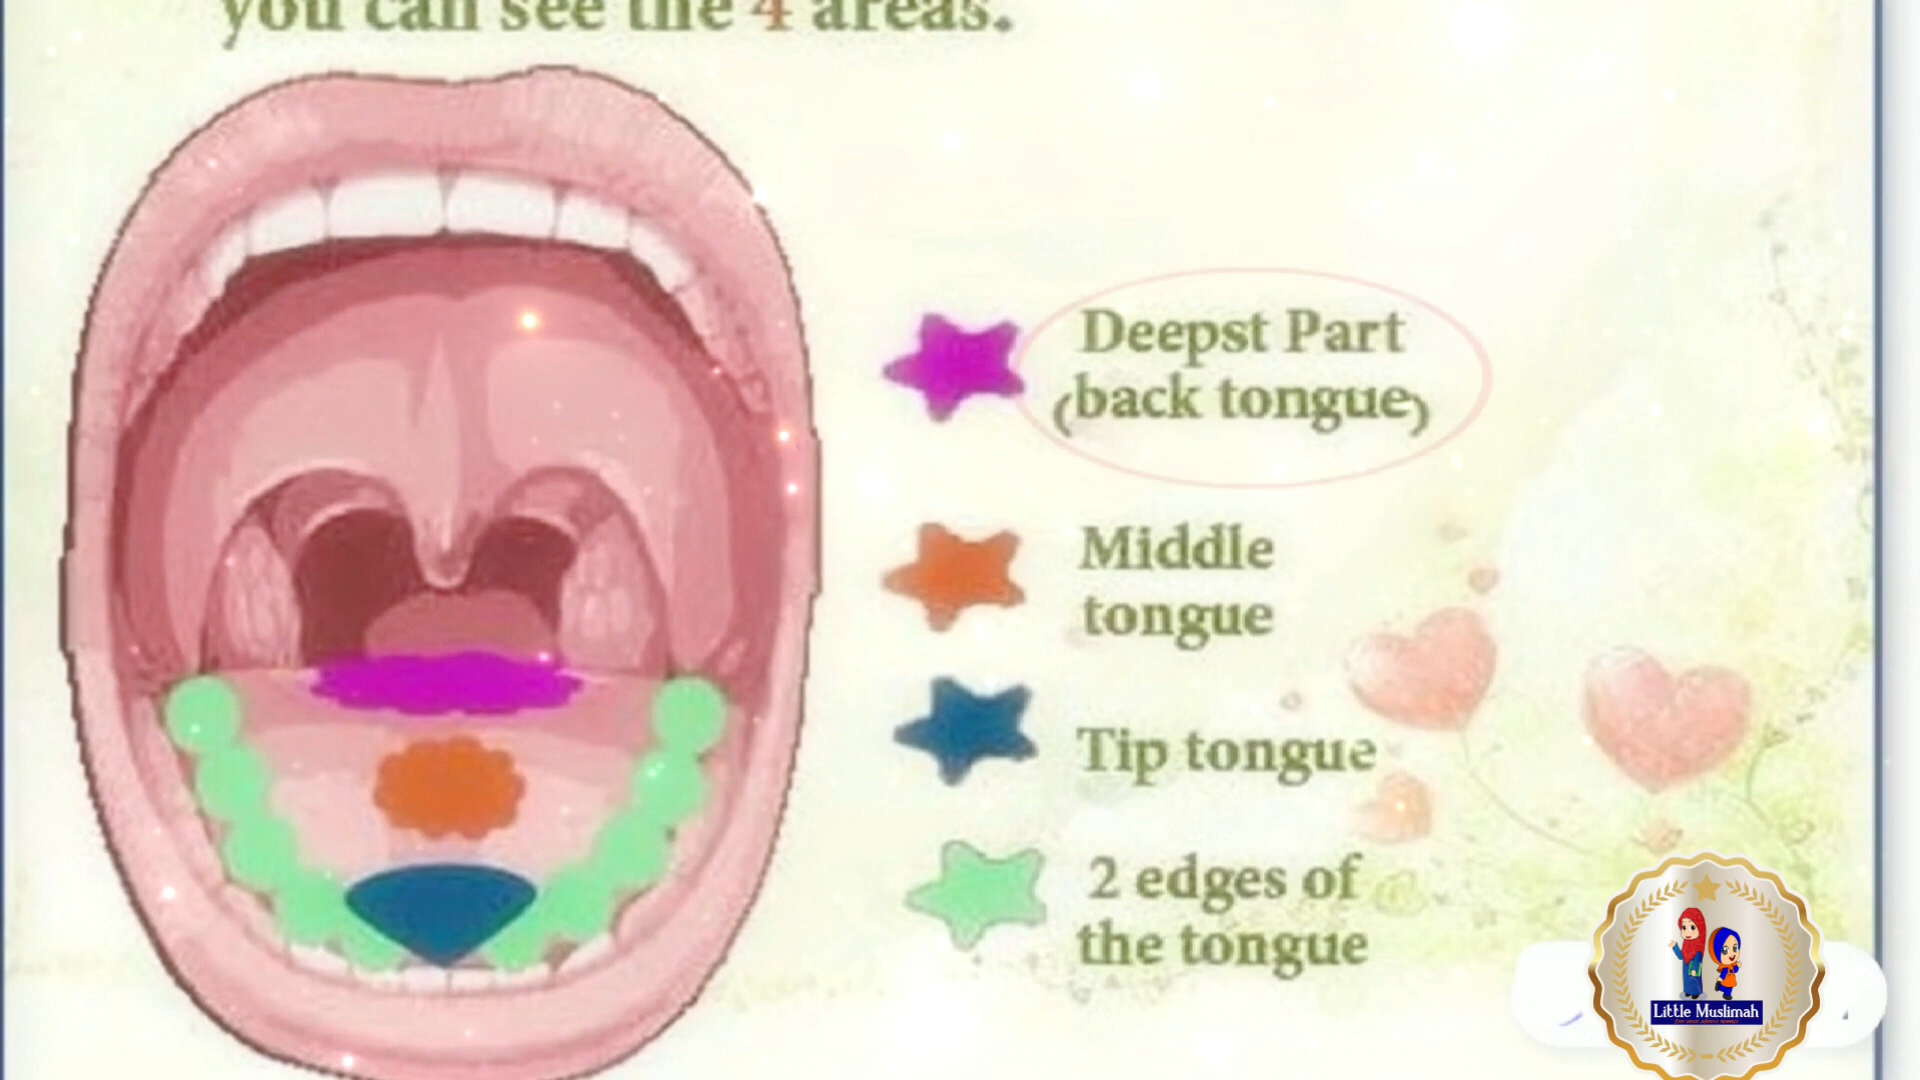 you can see the 4 areas.
Deepst Part
(back tongue)
Middle
tongue
Tip tongue
2 edges of
the tongue
Little Muslimah